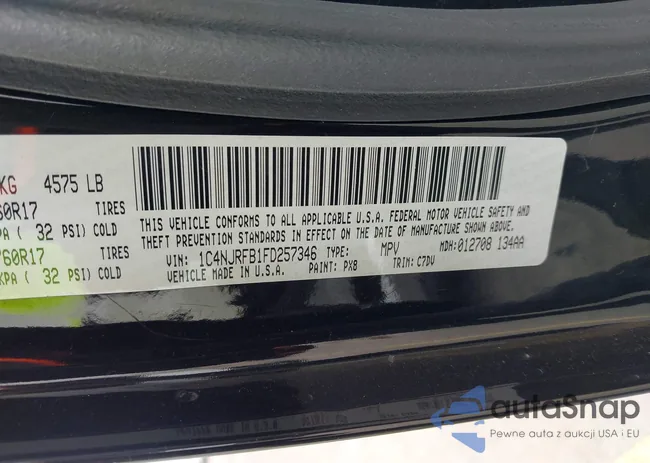 KG 4575 LB
60R17 TIRES
PA ( 32 PSI) COLD
/60R17 TIRES
KPA ( 32 PSI) COLD
THIS VEHICLE CONFORMS TO ALL APPLICABLE U.S.A. FEDERAL MOTOR VEHICLE SAFETY AND
THEFT PREVENTION STANDARDS IN EFFECT ON THE DATE OF MANUFACTURE SHOWN ABOVE.
VIN: 1C4NJRFB1FD257346 TYPE: MPV MDH: 012708 134AA
VEHICLE MADE IN U.S.A. PAINT: PX8 TRIM: C7DV
autaSnap
Pewne auta z aukcji USA i EU